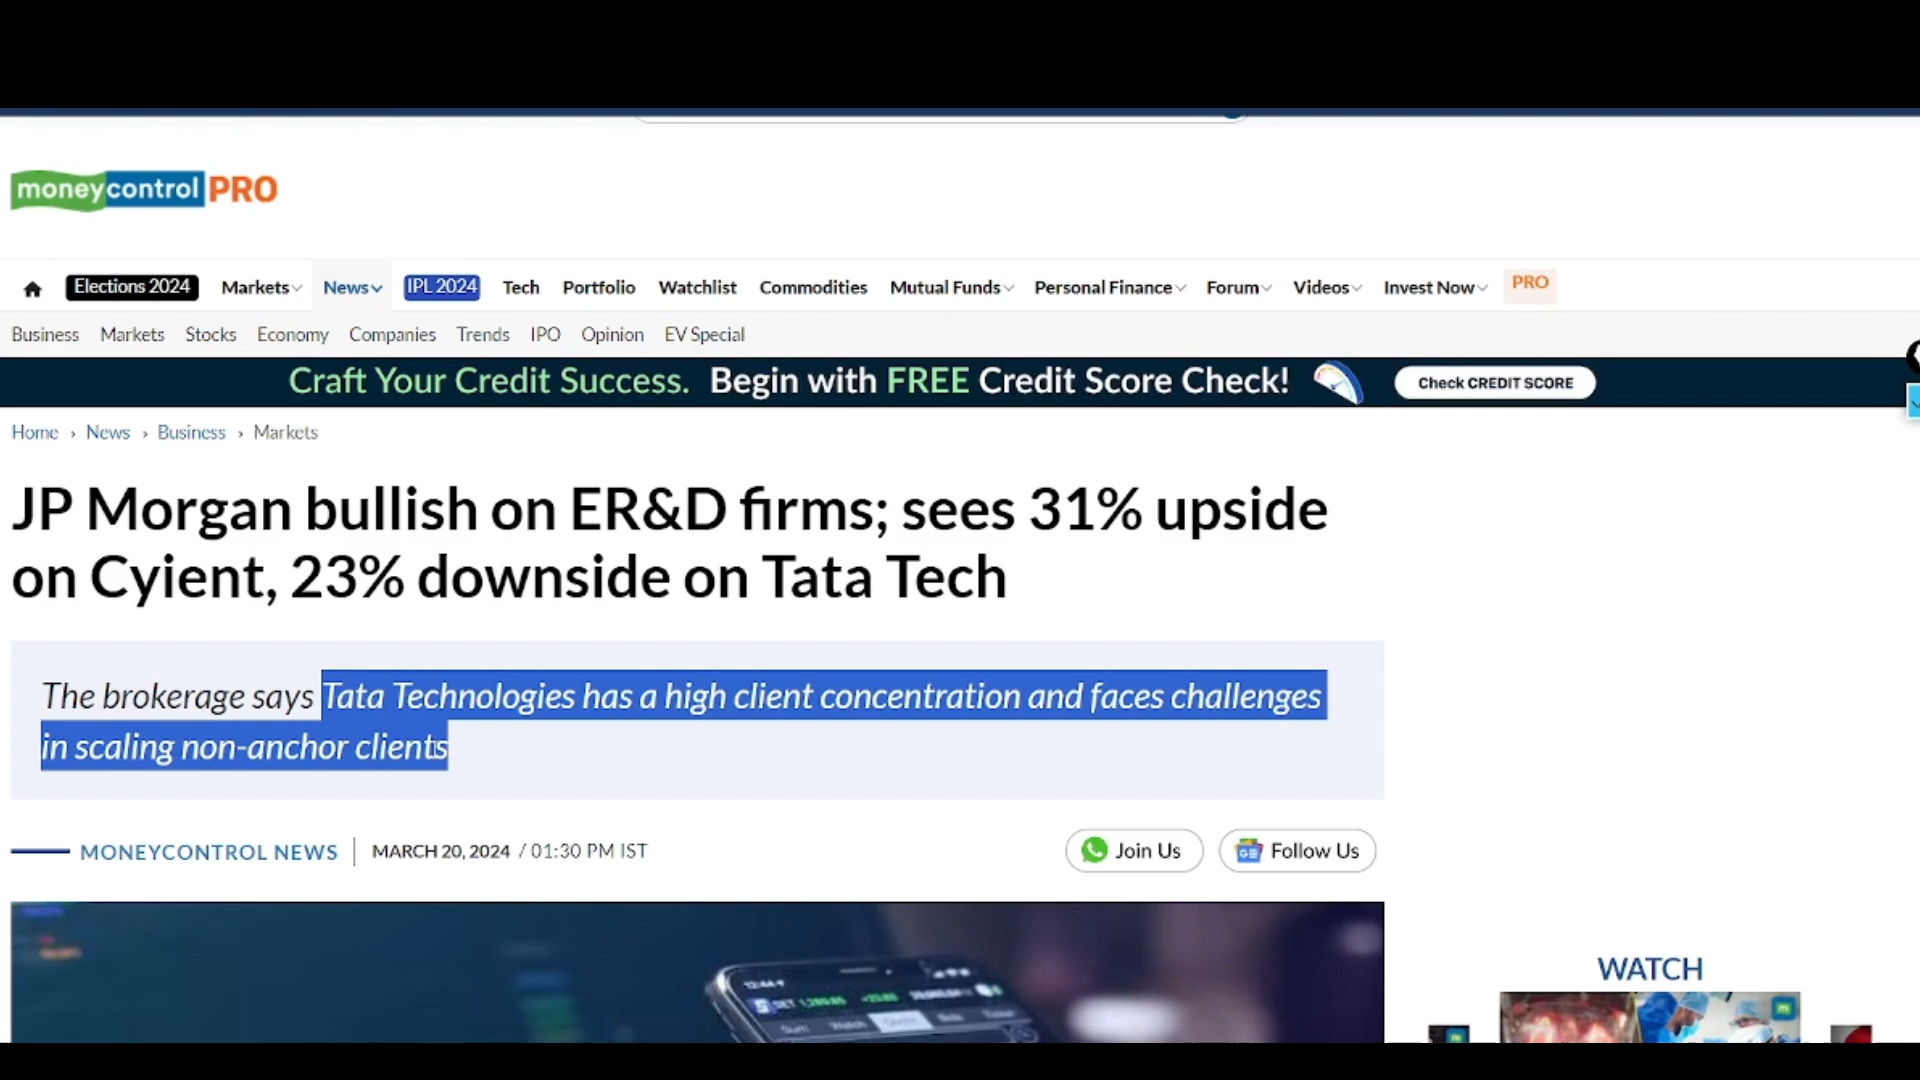 moneycontrol PRO
Elections 2024 Markets News IPL 2024 Tech Portfolio Watchlist Commodities Mutual Funds Personal Finance Forum Videos Invest Now PRO
Business Markets Stocks Economy Companies Trends IPO Opinion EV Special
Craft Your Credit Success. Begin with FREE Credit Score Check! Check CREDIT SCORE
Home › News › Business › Markets
JP Morgan bullish on ER&D firms; sees 31% upside
on Cyient, 23% downside on Tata Tech
The brokerage says Tata Technologies has a high client concentration and faces challenges
in scaling non-anchor clients
MONEYCONTROL NEWS | MARCH 20, 2024 / 01:30 PM IST
Join Us
Follow Us
WATCH
12:44